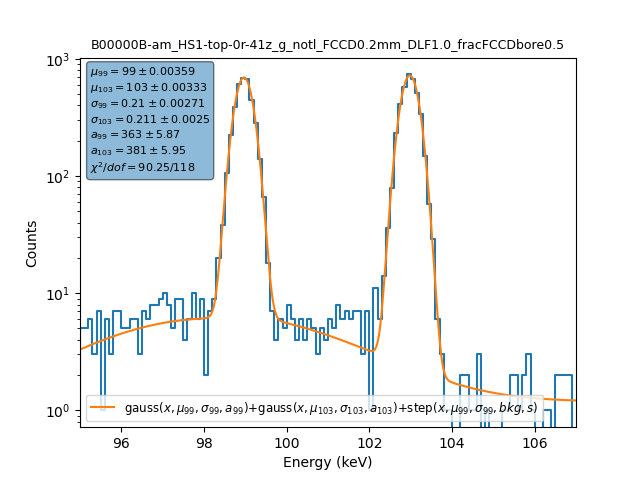 B00000B-am_HS1-top-0r-41z_g_notl_FCCD0.2mm_DLF1.0_fracFCCDbore0.5
μ₉₉ = 99 ± 0.00359
μ₁₀₃ = 103 ± 0.00333
σ₉₉ = 0.21 ± 0.00271
σ₁₀₃ = 0.211 ± 0.0025
a₉₉ = 363 ± 5.87
a₁₀₃ = 381 ± 5.95
χ²/dof = 90.25/118
10³
10²
10¹
10⁰
Counts
gauss(x, μ₉₉, σ₉₉, a₉₉)+gauss(x, μ₁₀₃, σ₁₀₃, a₁₀₃)+step(x, μ₉₉, σ₉₉, bkg, s)
96 98 100 102 104 106
Energy (keV)